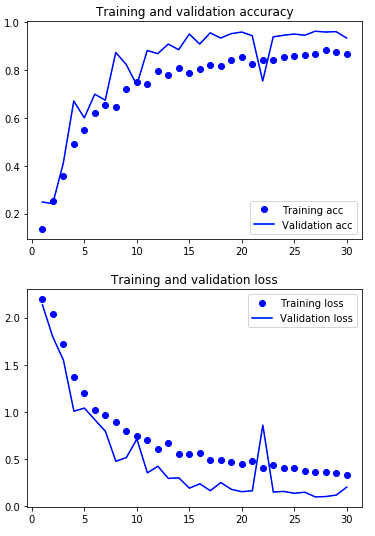 Training and validation accuracy
1.0
0.8
0.6
0.4
0.2
Training acc
Validation acc
0 5 10 15 20 25 30
Training and validation loss
2.0
1.5
1.0
0.5
0.0
Training loss
Validation loss
0 5 10 15 20 25 30